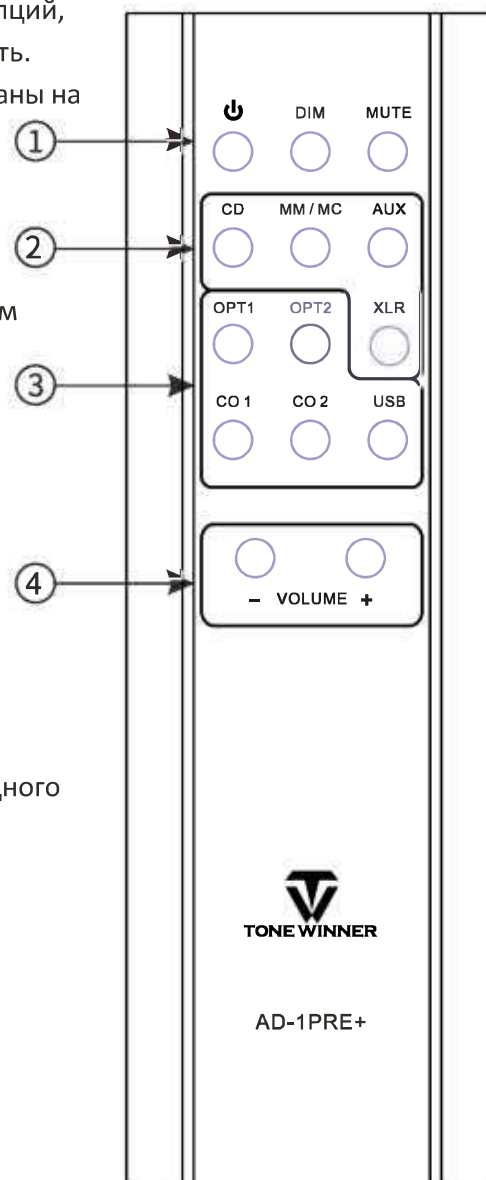 пций,
ть.
аны на
м
дного
1
DIM MUTE
2
CD MM / MC AUX
OPT1 OPT2 XLR
3
CO 1 CO 2 USB
4
- VOLUME +
TONE WINNER
AD-1PRE+